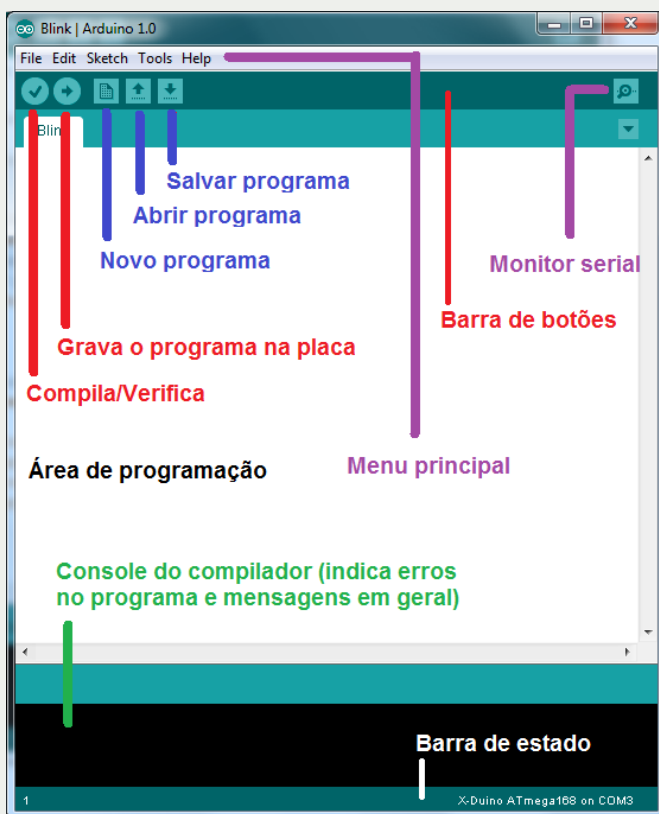 Blink | Arduino 1.0
File Edit Sketch Tools Help
Blin
Salvar programa
Abrir programa
Novo programa
Monitor serial
Barra de botões
Grava o programa na placa
Compila/Verifica
Área de programação
Menu principal
Console do compilador (indica erros
no programa e mensagens em geral)
Barra de estado
1
X-Duino ATmega168 on COM3